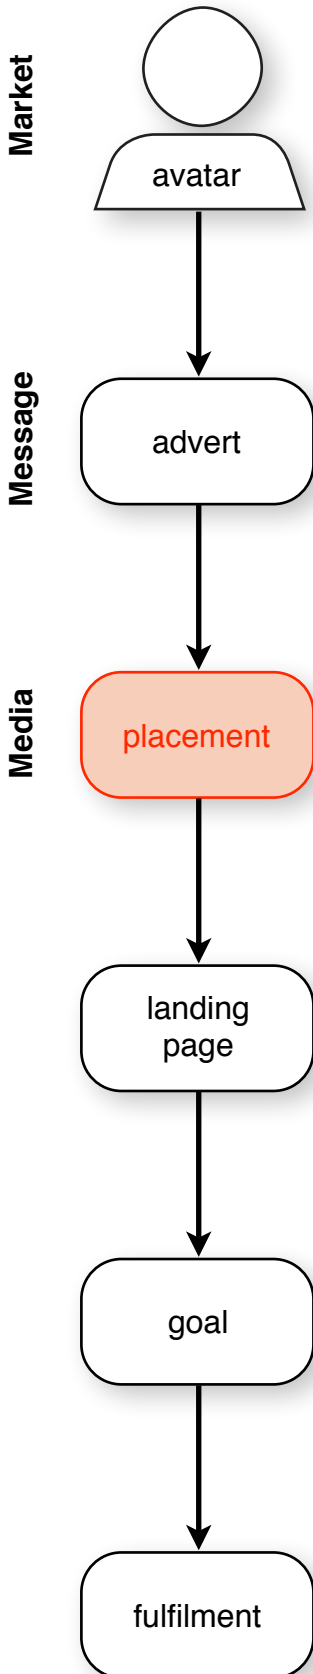 Market
avatar
Message
advert
Media
placement
landing
page
goal
fulfilment